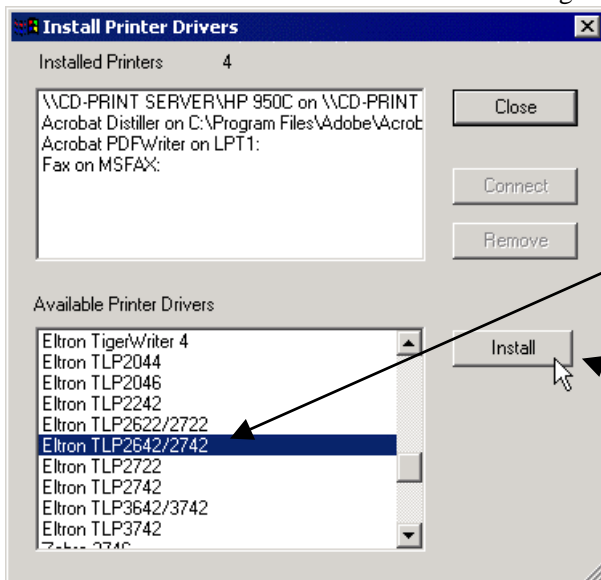 Install Printer Drivers
Installed Printers 4
\\CD-PRINT SERVER\HP 950C on \\CD-PRINT
Acrobat Distiller on C:\Program Files\Adobe\Acrob
Acrobat PDFWriter on LPT1:
Fax on MSFAX:
Close
Connect
Remove
Available Printer Drivers
Eltron TigerWriter 4
Eltron TLP2044
Eltron TLP2046
Eltron TLP2242
Eltron TLP2622/2722
Eltron TLP2642/2742
Eltron TLP2722
Eltron TLP2742
Eltron TLP3642/3742
Eltron TLP3742
Install